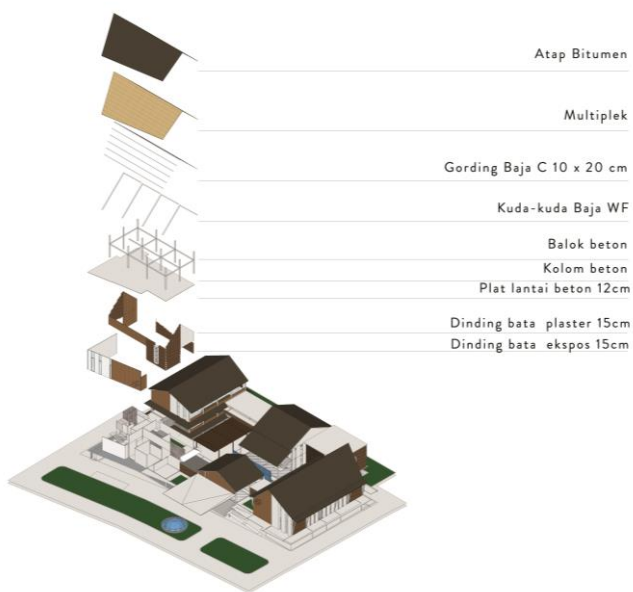 Atap Bitumen
Multiplek
Gording Baja C 10 x 20 cm
Kuda-kuda Baja WF
Balok beton
Kolom beton
Plat lantai beton 12cm
Dinding bata plaster 15cm
Dinding bata ekspos 15cm